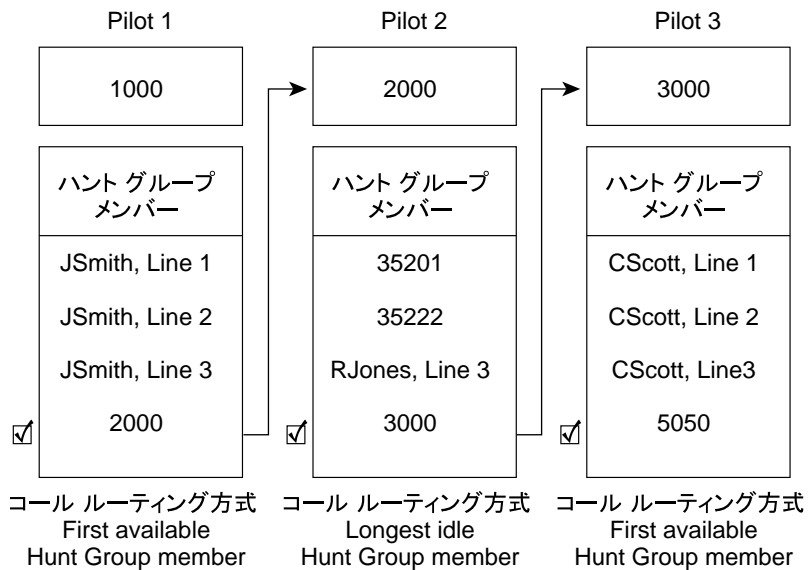 Pilot 1
1000
ハント グループ
メンバー
JSmith, Line 1
JSmith, Line 2
JSmith, Line 3
2000
コール ルーティング方式
First available
Hunt Group member
Pilot 2
2000
ハント グループ
メンバー
35201
35222
RJones, Line 3
3000
コール ルーティング方式
Longest idle
Hunt Group member
Pilot 3
3000
ハント グループ
メンバー
CScott, Line 1
CScott, Line 2
CScott, Line3
5050
コール ルーティング方式
First available
Hunt Group member